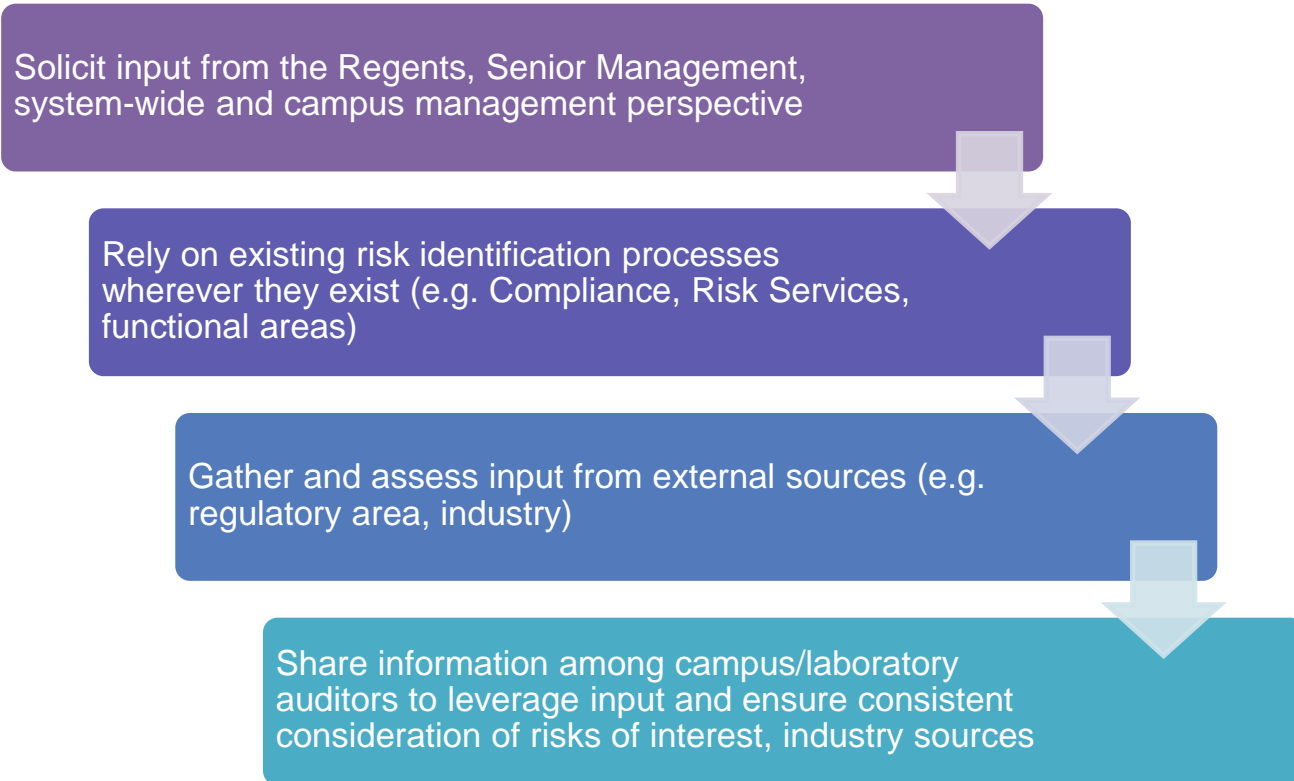 Solicit input from the Regents, Senior Management,
system-wide and campus management perspective
Rely on existing risk identification processes
wherever they exist (e.g. Compliance, Risk Services,
functional areas)
Gather and assess input from external sources (e.g.
regulatory area, industry)
Share information among campus/laboratory
auditors to leverage input and ensure consistent
consideration of risks of interest, industry sources